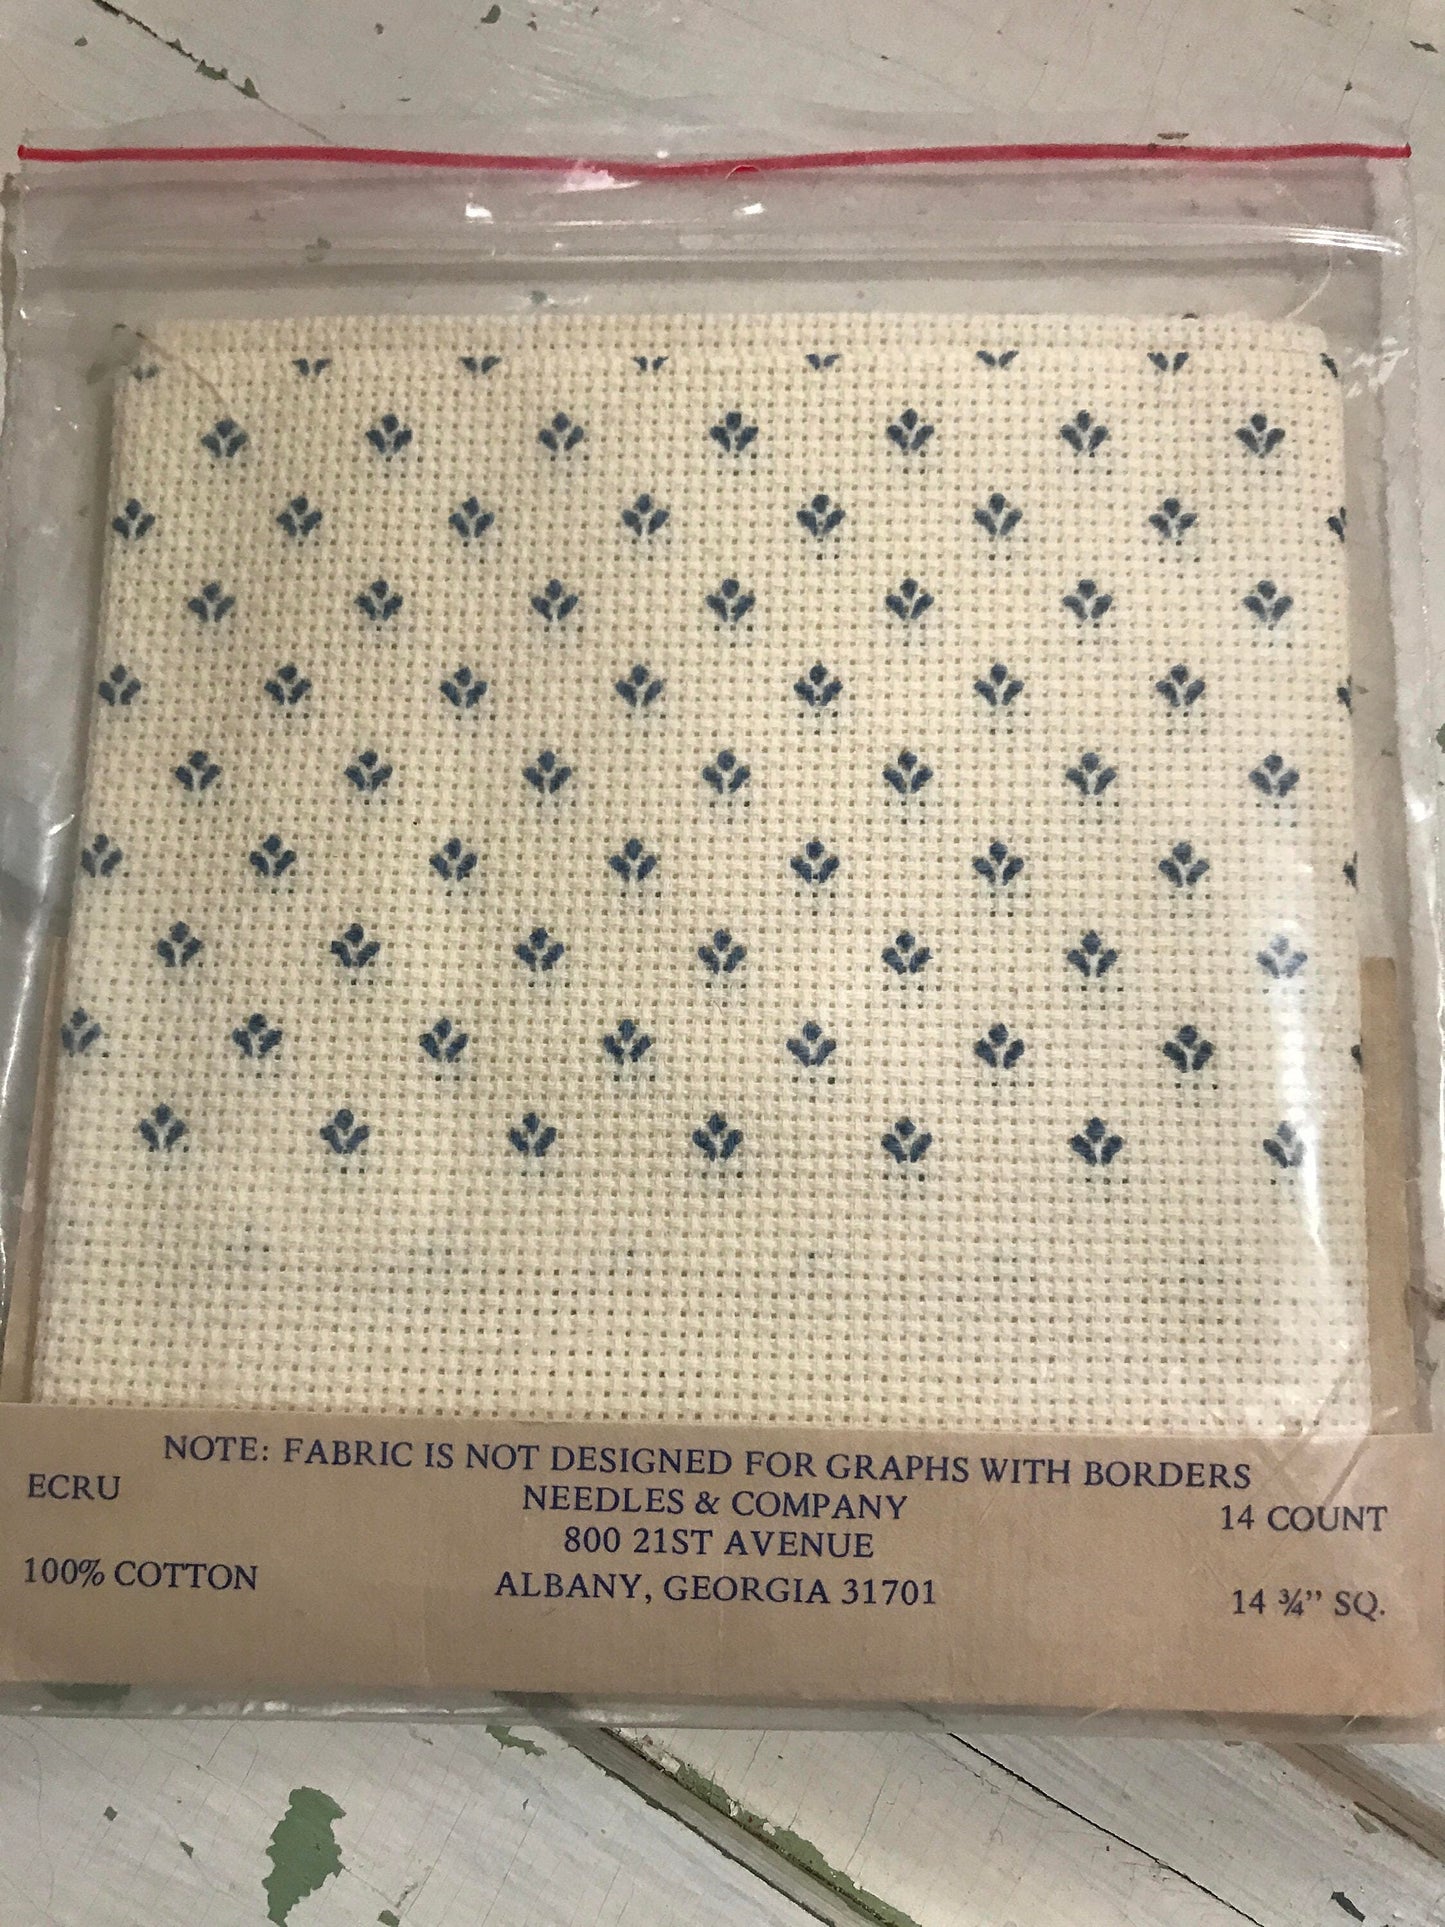 NOTE: FABRIC IS NOT DESIGNED FOR GRAPHS WITH BORDERS
ECRU
NEEDLES & COMPANY
14 COUNT
800 21ST AVENUE
100% COTTON
ALBANY, GEORGIA 31701
14 ¾” SQ.